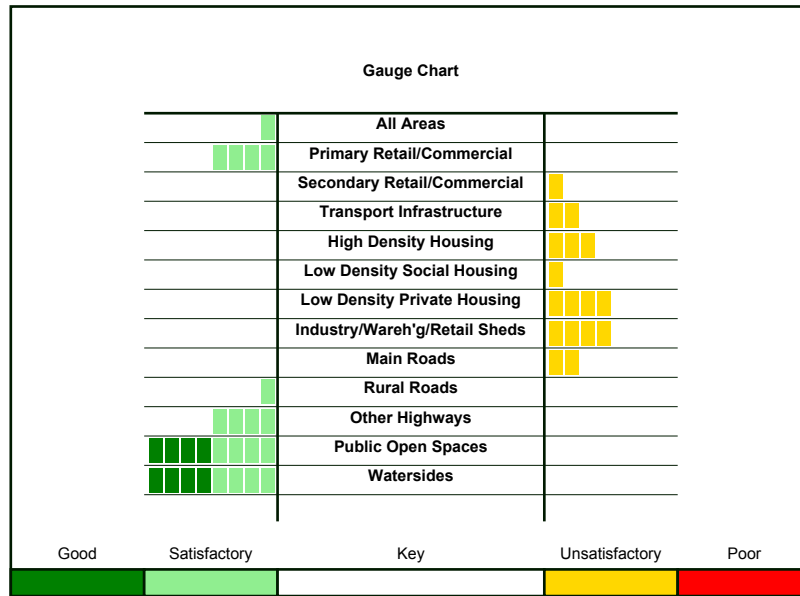 Gauge Chart
All Areas
Primary Retail/Commercial
Secondary Retail/Commercial
Transport Infrastructure
High Density Housing
Low Density Social Housing
Low Density Private Housing
Industry/Wareh'g/Retail Sheds
Main Roads
Rural Roads
Other Highways
Public Open Spaces
Watersides
Good Satisfactory Key Unsatisfactory Poor